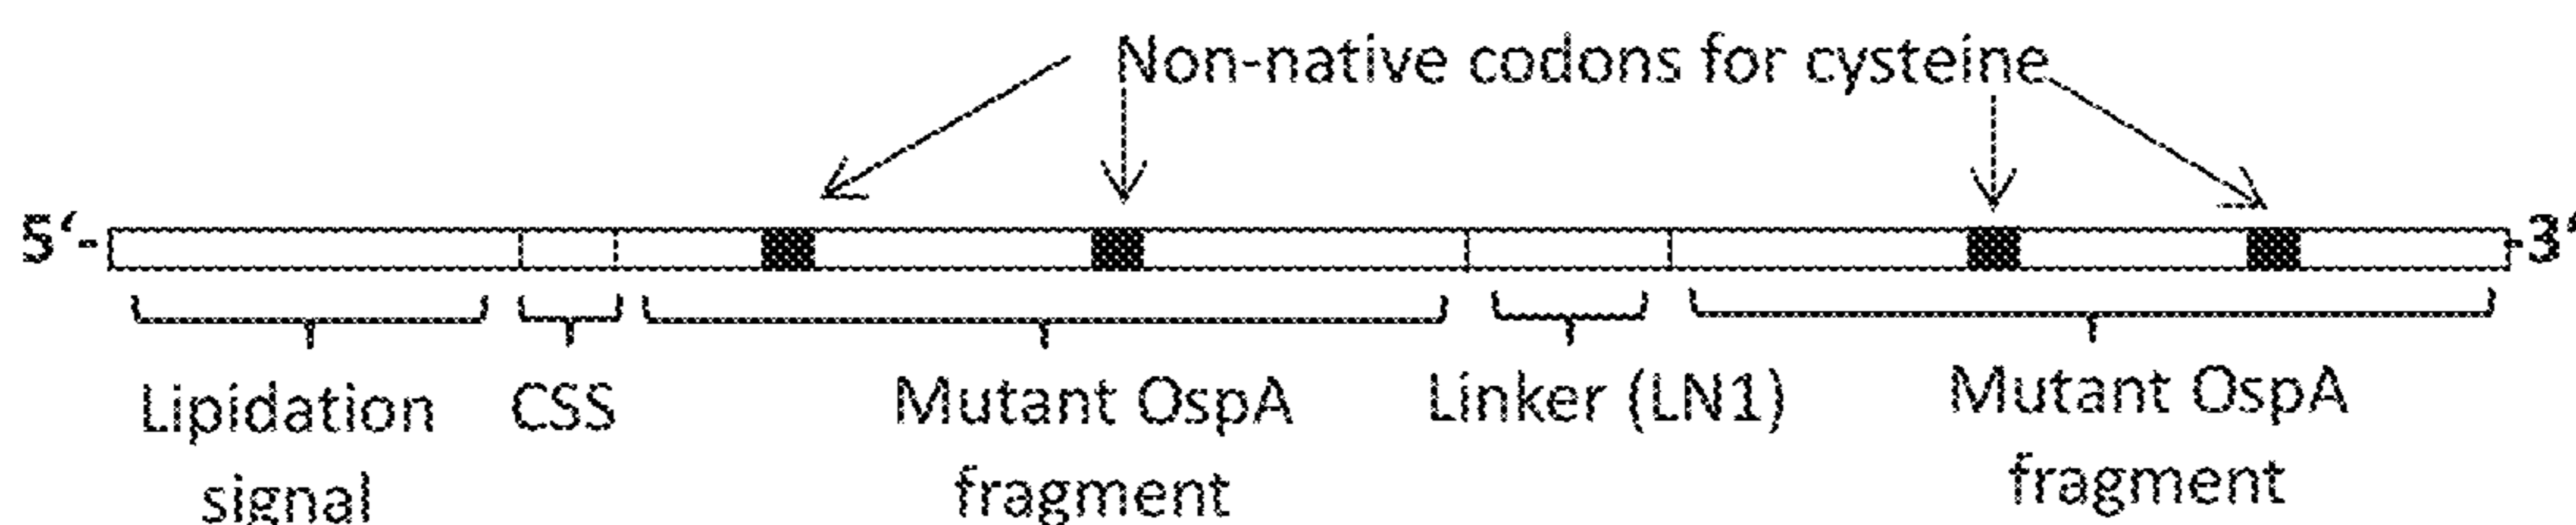 Non-native codons for cysteine
5‘-
-3‘
Lipidation
signal
CSS
Mutant OspA
fragment
Linker (LN1)
Mutant OspA
fragment